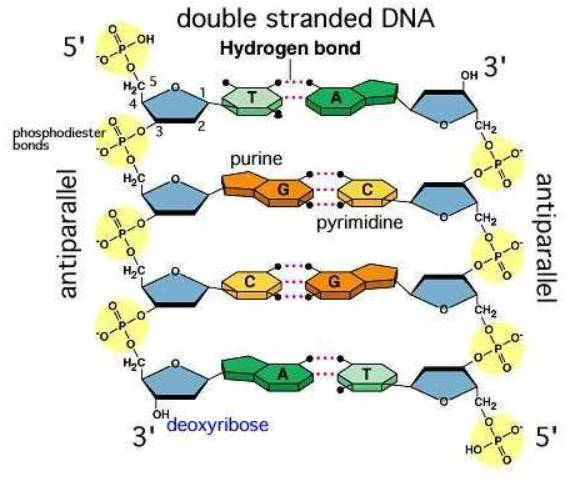 double stranded DNA
5'
Hydrogen bond
3'
O
P
OH
-O
O
H₂C
5
O
4
1
3
2
T
A
OH
O
CH₂
phosphodiester
bonds
O
P
-O
O
H₂C
O
purine
G
C
pyrimidine
O
P
O-
O
O
CH₂
antiparallel
antiparallel
O
P
-O
O
H₂C
O
C
G
O
P
O-
O
O
CH₂
O
P
-O
O
H₂C
O
A
T
O
P
O-
O
O
CH₂
OH
3'
deoxyribose
O
P
O-
HO
O
5'